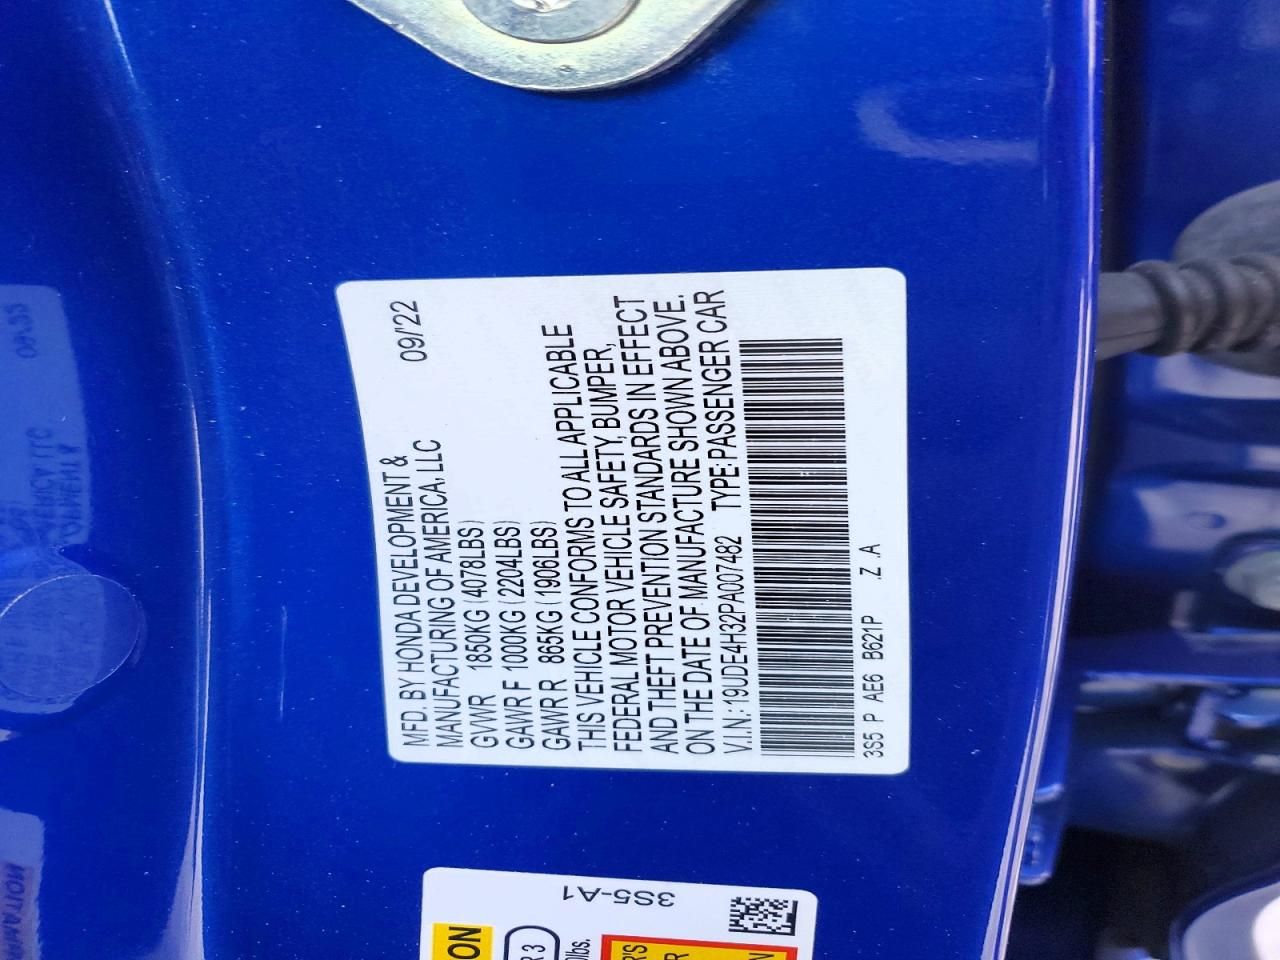 MFD. BY HONDA DEVELOPMENT &
MANUFACTURING OF AMERICA, LLC 09/'22
GVWR 1850KG (4078LBS)
GAWR F 1000KG (2204LBS)
GAWR R 865KG (1906LBS)
THIS VEHICLE CONFORMS TO ALL APPLICABLE
FEDERAL MOTOR VEHICLE SAFETY, BUMPER,
AND THEFT PREVENTION STANDARDS IN EFFECT
ON THE DATE OF MANUFACTURE SHOWN ABOVE.
V.I.N.: 19UDE4H32PA007482 TYPE:PASSENGER CAR
3S5 P AE6 B621P .Z .A
3S5-A1